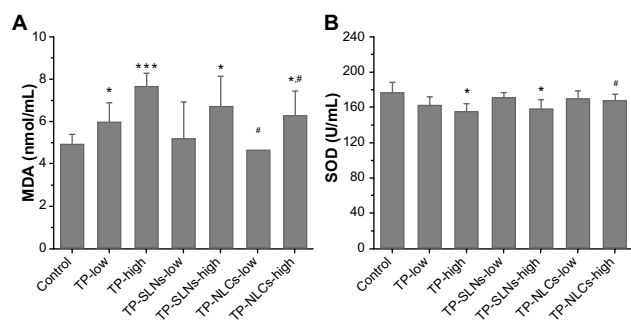 A
MDA (nmol/mL)
10
8
6
4
2
0
*
***
*
#
*,#
Control
TP-low
TP-high
TP-SLNs-low
TP-SLNs-high
TP-NLCs-low
TP-NLCs-high
B
SOD (U/mL)
240
200
160
120
80
40
0
*
*
#
Control
TP-low
TP-high
TP-SLNs-low
TP-SLNs-high
TP-NLCs-low
TP-NLCs-high